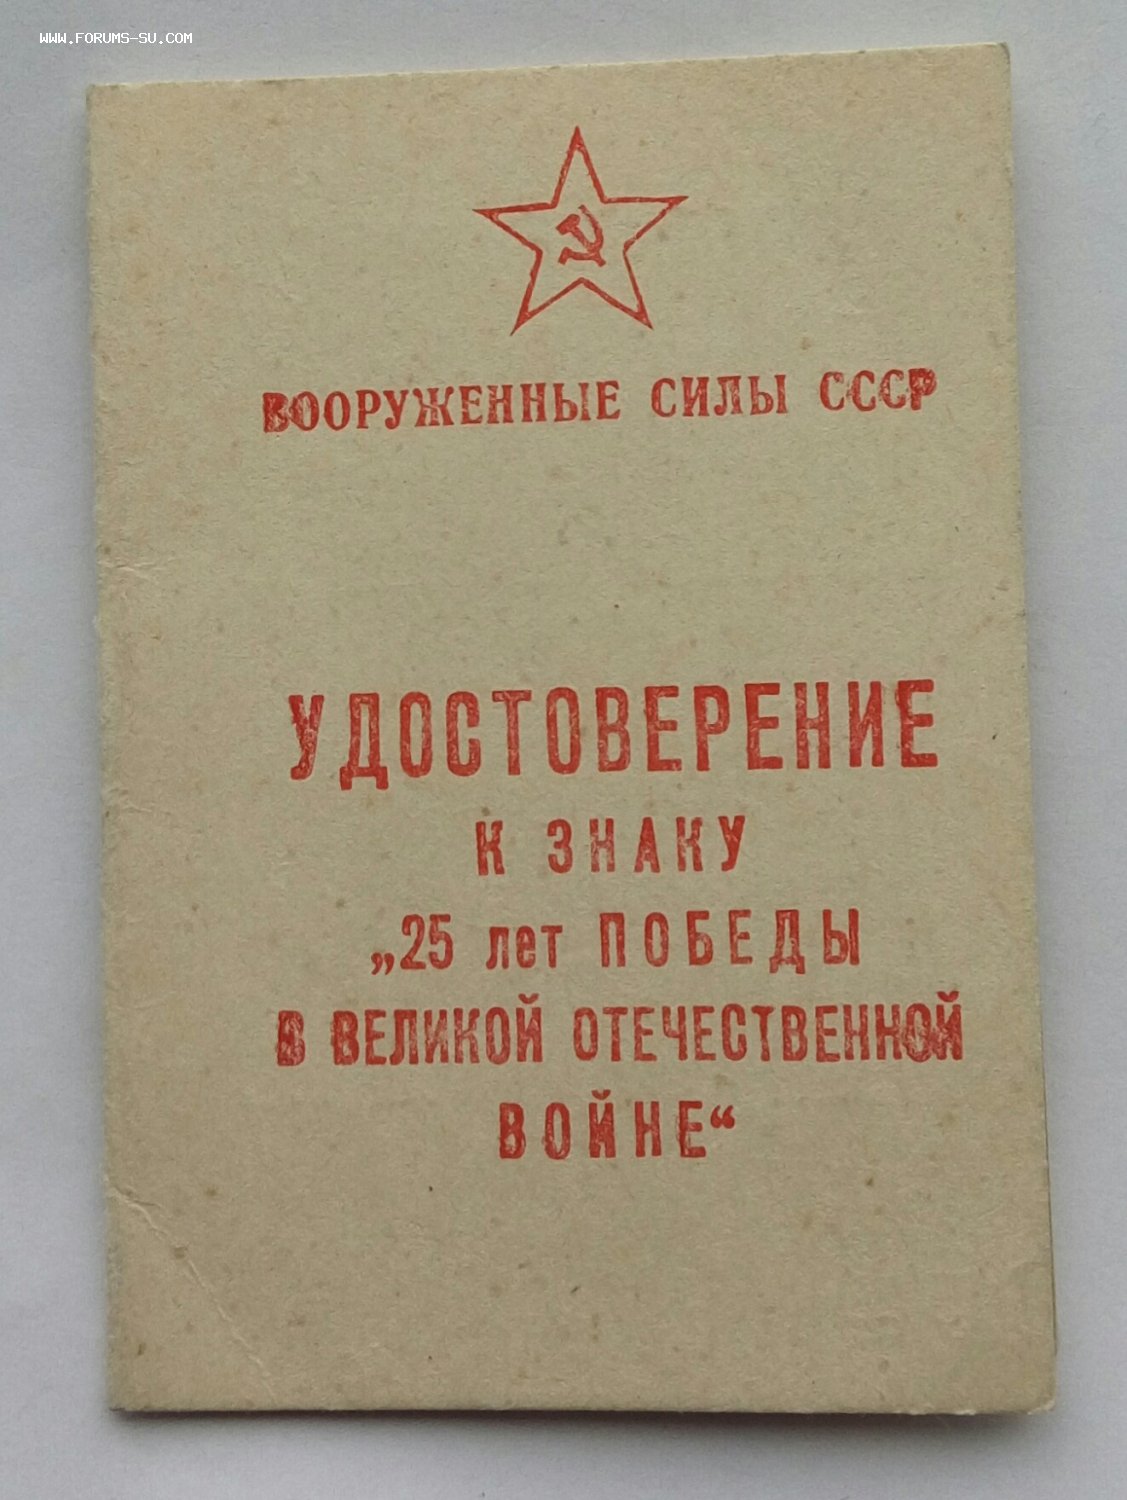 WWW.FORUMS-SU.COM
ВООРУЖЕННЫЕ СИЛЫ СССР
УДОСТОВЕРЕНИЕ
К ЗНАКУ
„25 лет ПОБЕДЫ
В ВЕЛИКОЙ ОТЕЧЕСТВЕННОЙ
ВОЙНЕ“